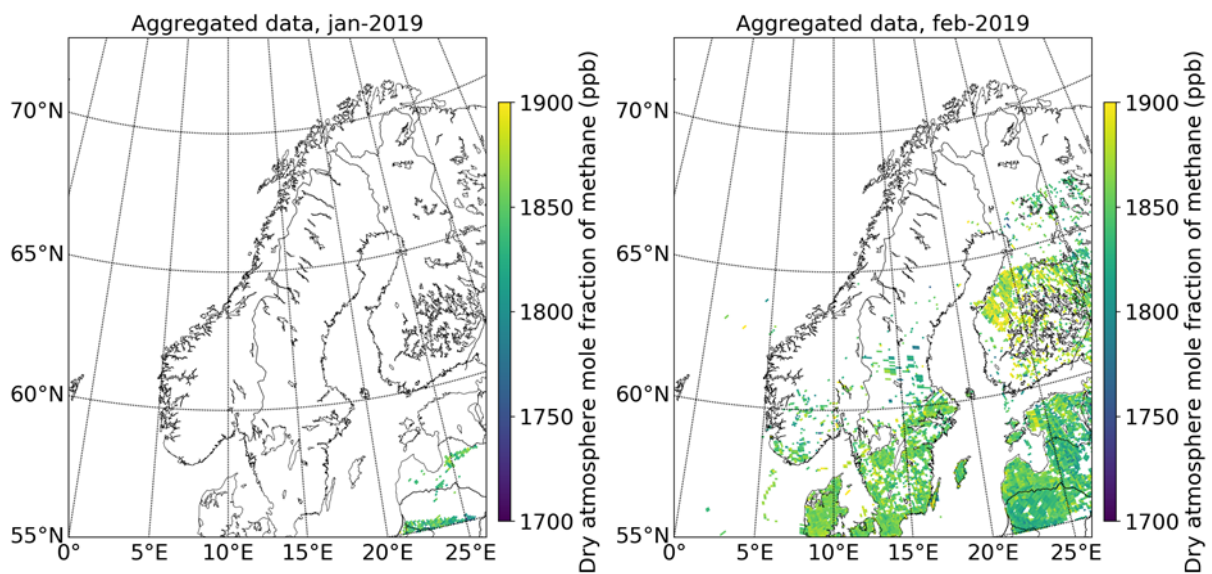 Aggregated data, jan-2019
70°N
65°N
60°N
55°N
0°
5°E
10°E
15°E
20°E
25°E
1900
1850
1800
1750
1700
Dry atmosphere mole fraction of methane (ppb)
Aggregated data, feb-2019
70°N
65°N
60°N
55°N
0°
5°E
10°E
15°E
20°E
25°E
1900
1850
1800
1750
1700
Dry atmosphere mole fraction of methane (ppb)